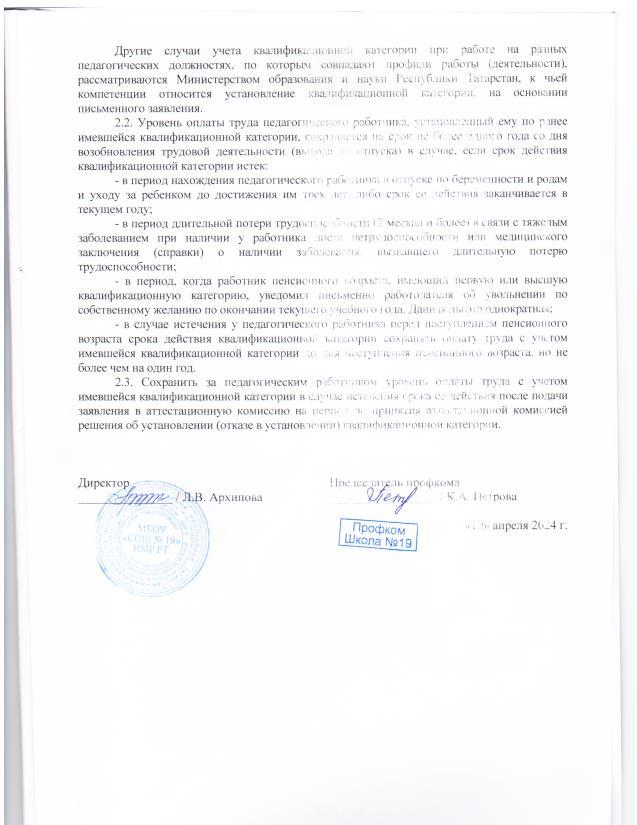 Другие случаи учета квалификационной категории при работе на разных
педагогических должностях, по которым совпадают профили работы (деятельности),
рассматриваются Министерством образования и науки Республики Татарстан, к чьей
компетенции относится установление квалификационной категории, на основании
письменного заявления.
2.2. Уровень оплаты труда педагогического работника, установленный ему по ранее
имевшейся квалификационной категории, сохраняется на срок не более одного года со дня
возобновления трудовой деятельности (выхода из отпуска) в случае, если срок действия
квалификационной категории истек:
- в период нахождения педагогического работника в отпуске по беременности и родам
и уходу за ребенком до достижения им трех лет, либо срок ее действия заканчивается в
текущем году;
- в период длительной потери трудоспособности (2 месяца и более) в связи с тяжелым
заболеванием при наличии у работника листа нетрудоспособности или медицинского
заключения (справки) о наличии заболевания, вызвавшего длительную потерю
трудоспособности;
- в период, когда работник пенсионного возраста, имеющий первую или высшую
квалификационную категорию, уведомил письменно работодателя об увольнении по
собственному желанию по окончании текущего учебного года. Данная льгота однократная;
- в случае истечения у педагогического работника перед наступлением пенсионного
возраста срока действия квалификационной категории сохранять оплату труда с учетом
имевшейся квалификационной категории до дня наступления пенсионного возраста, но не
более чем на один год.
2.3. Сохранить за педагогическим работником уровень оплаты труда с учетом
имевшейся квалификационной категории в случае истечения срока ее действия после подачи
заявления в аттестационную комиссию на период до принятия аттестационной комиссией
решения об установлении (отказе в установлении) квалификационной категории.
Директор
/ Л.В. Архипова
Председатель профкома
/ К.А. Петрова
апреля 2024 г.
МБОУ
«СОШ № 19»
НМР РТ
Профком
Школа №19